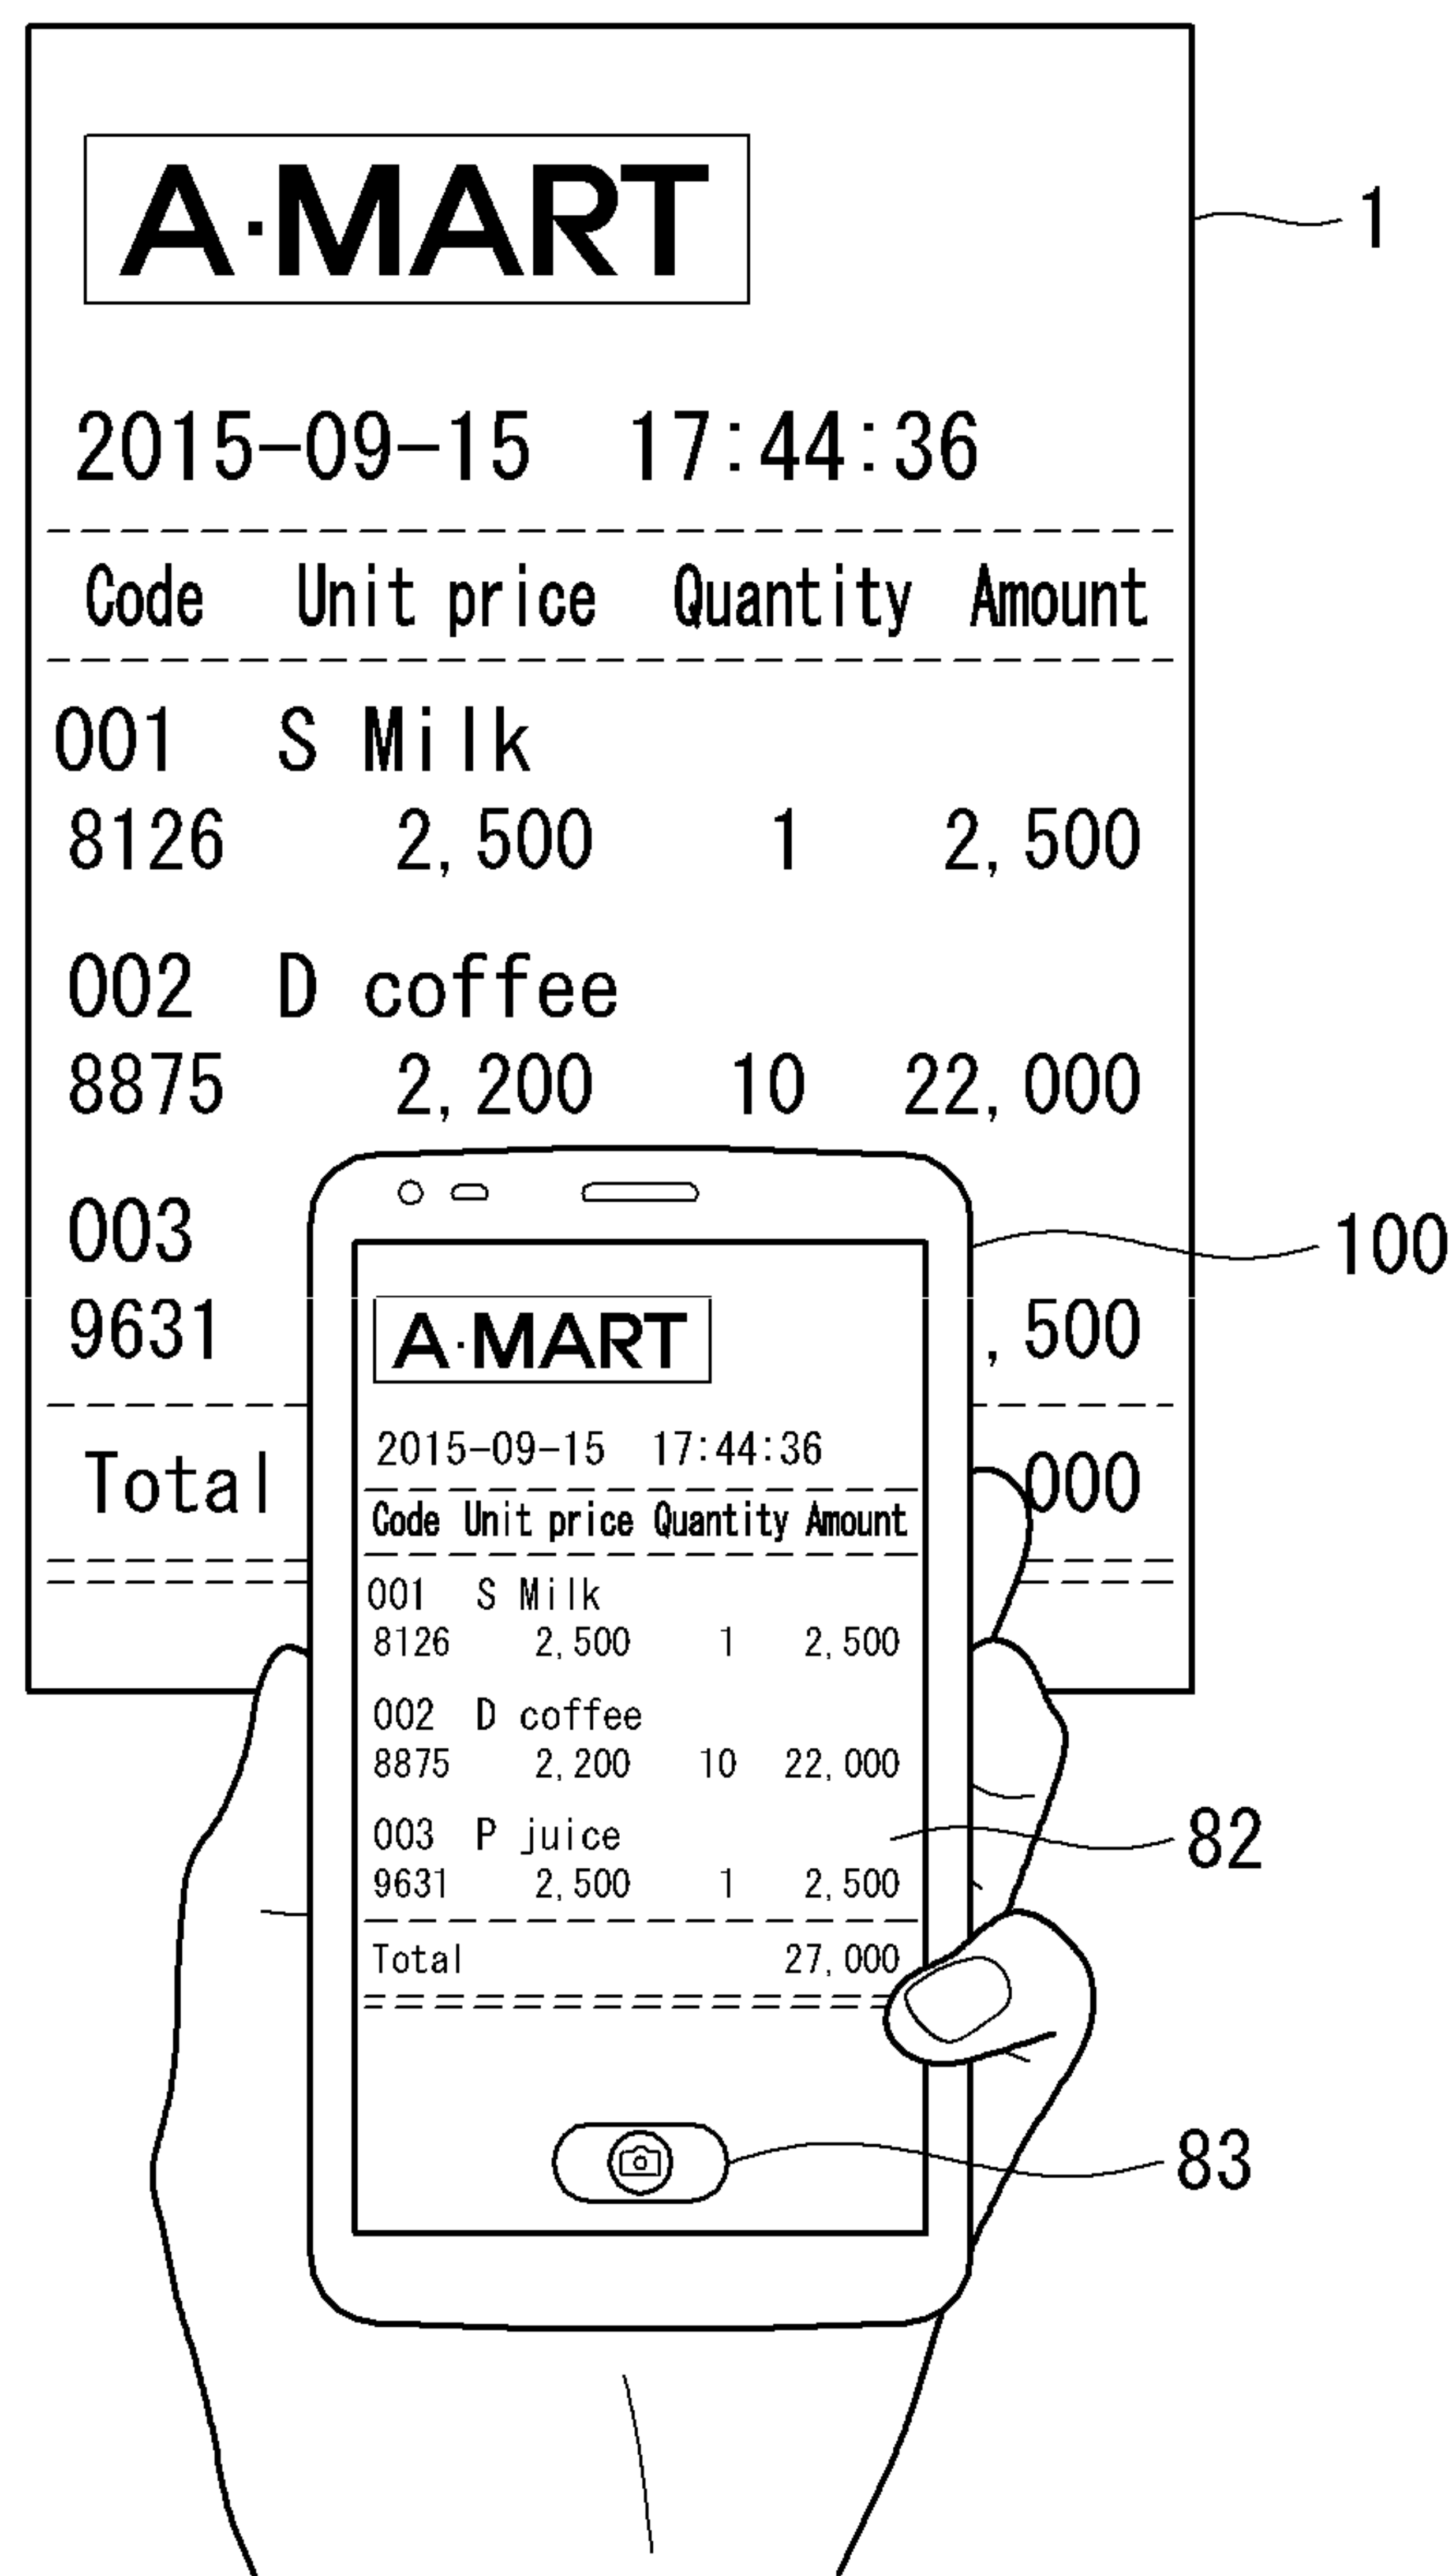 A·MART
1
2015-09-15 17:44:36
Code Unit price Quantity Amount
001 S Milk
8126 2,500 1 2,500
002 D coffee
8875 2,200 10 22,000
003
100
9631 ,500
Total 000
A·MART
2015-09-15 17:44:36
Code Unit price Quantity Amount
001 S Milk
8126 2,500 1 2,500
002 D coffee
8875 2,200 10 22,000
003 P juice
82
9631 2,500 1 2,500
Total 27,000
83